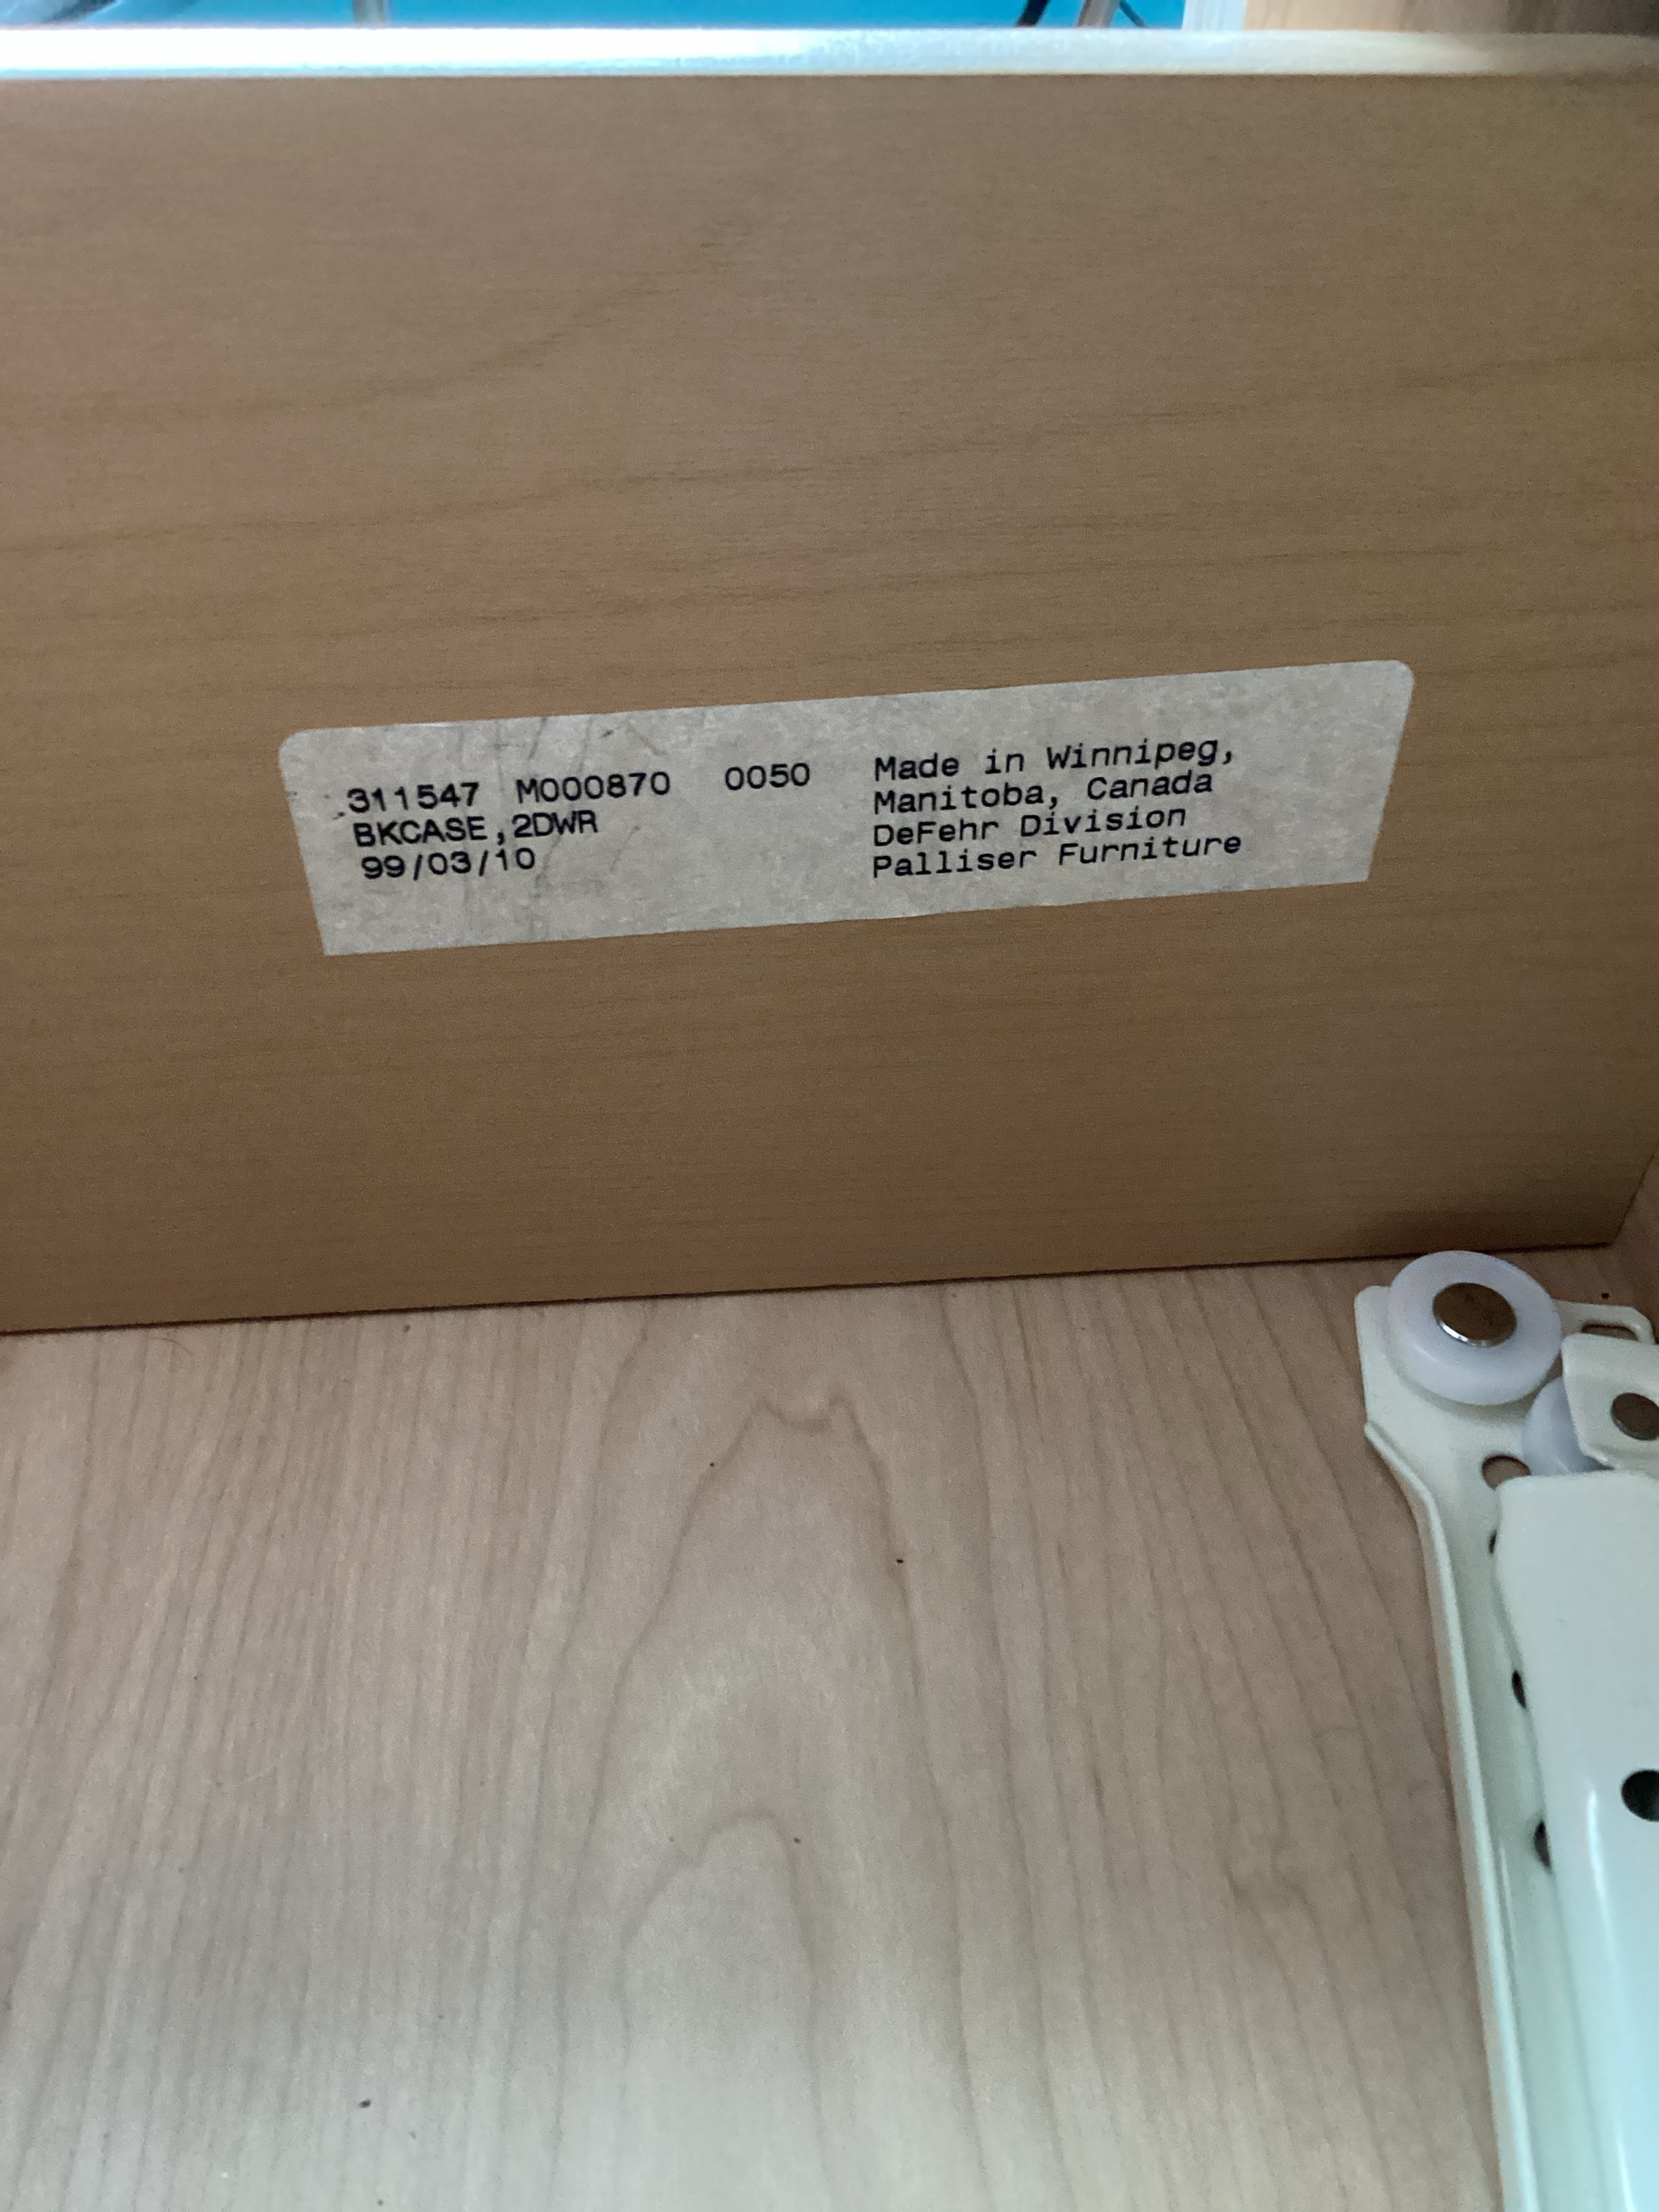 311547 M000870 0050
BKCASE,2DWR
99/03/10
Made in Winnipeg,
Manitoba, Canada
DeFehr Division
Palliser Furniture